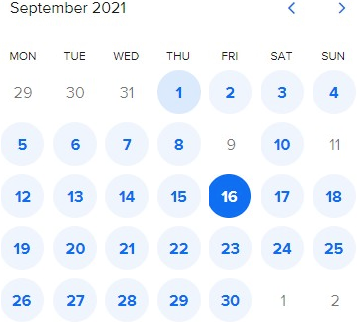 September 2021 < >
MON TUE WED THU FRI SAT SUN
29 30 31 1 2 3 4
5 6 7 8 9 10 11
12 13 14 15 16 17 18
19 20 21 22 23 24 25
26 27 28 29 30 1 2